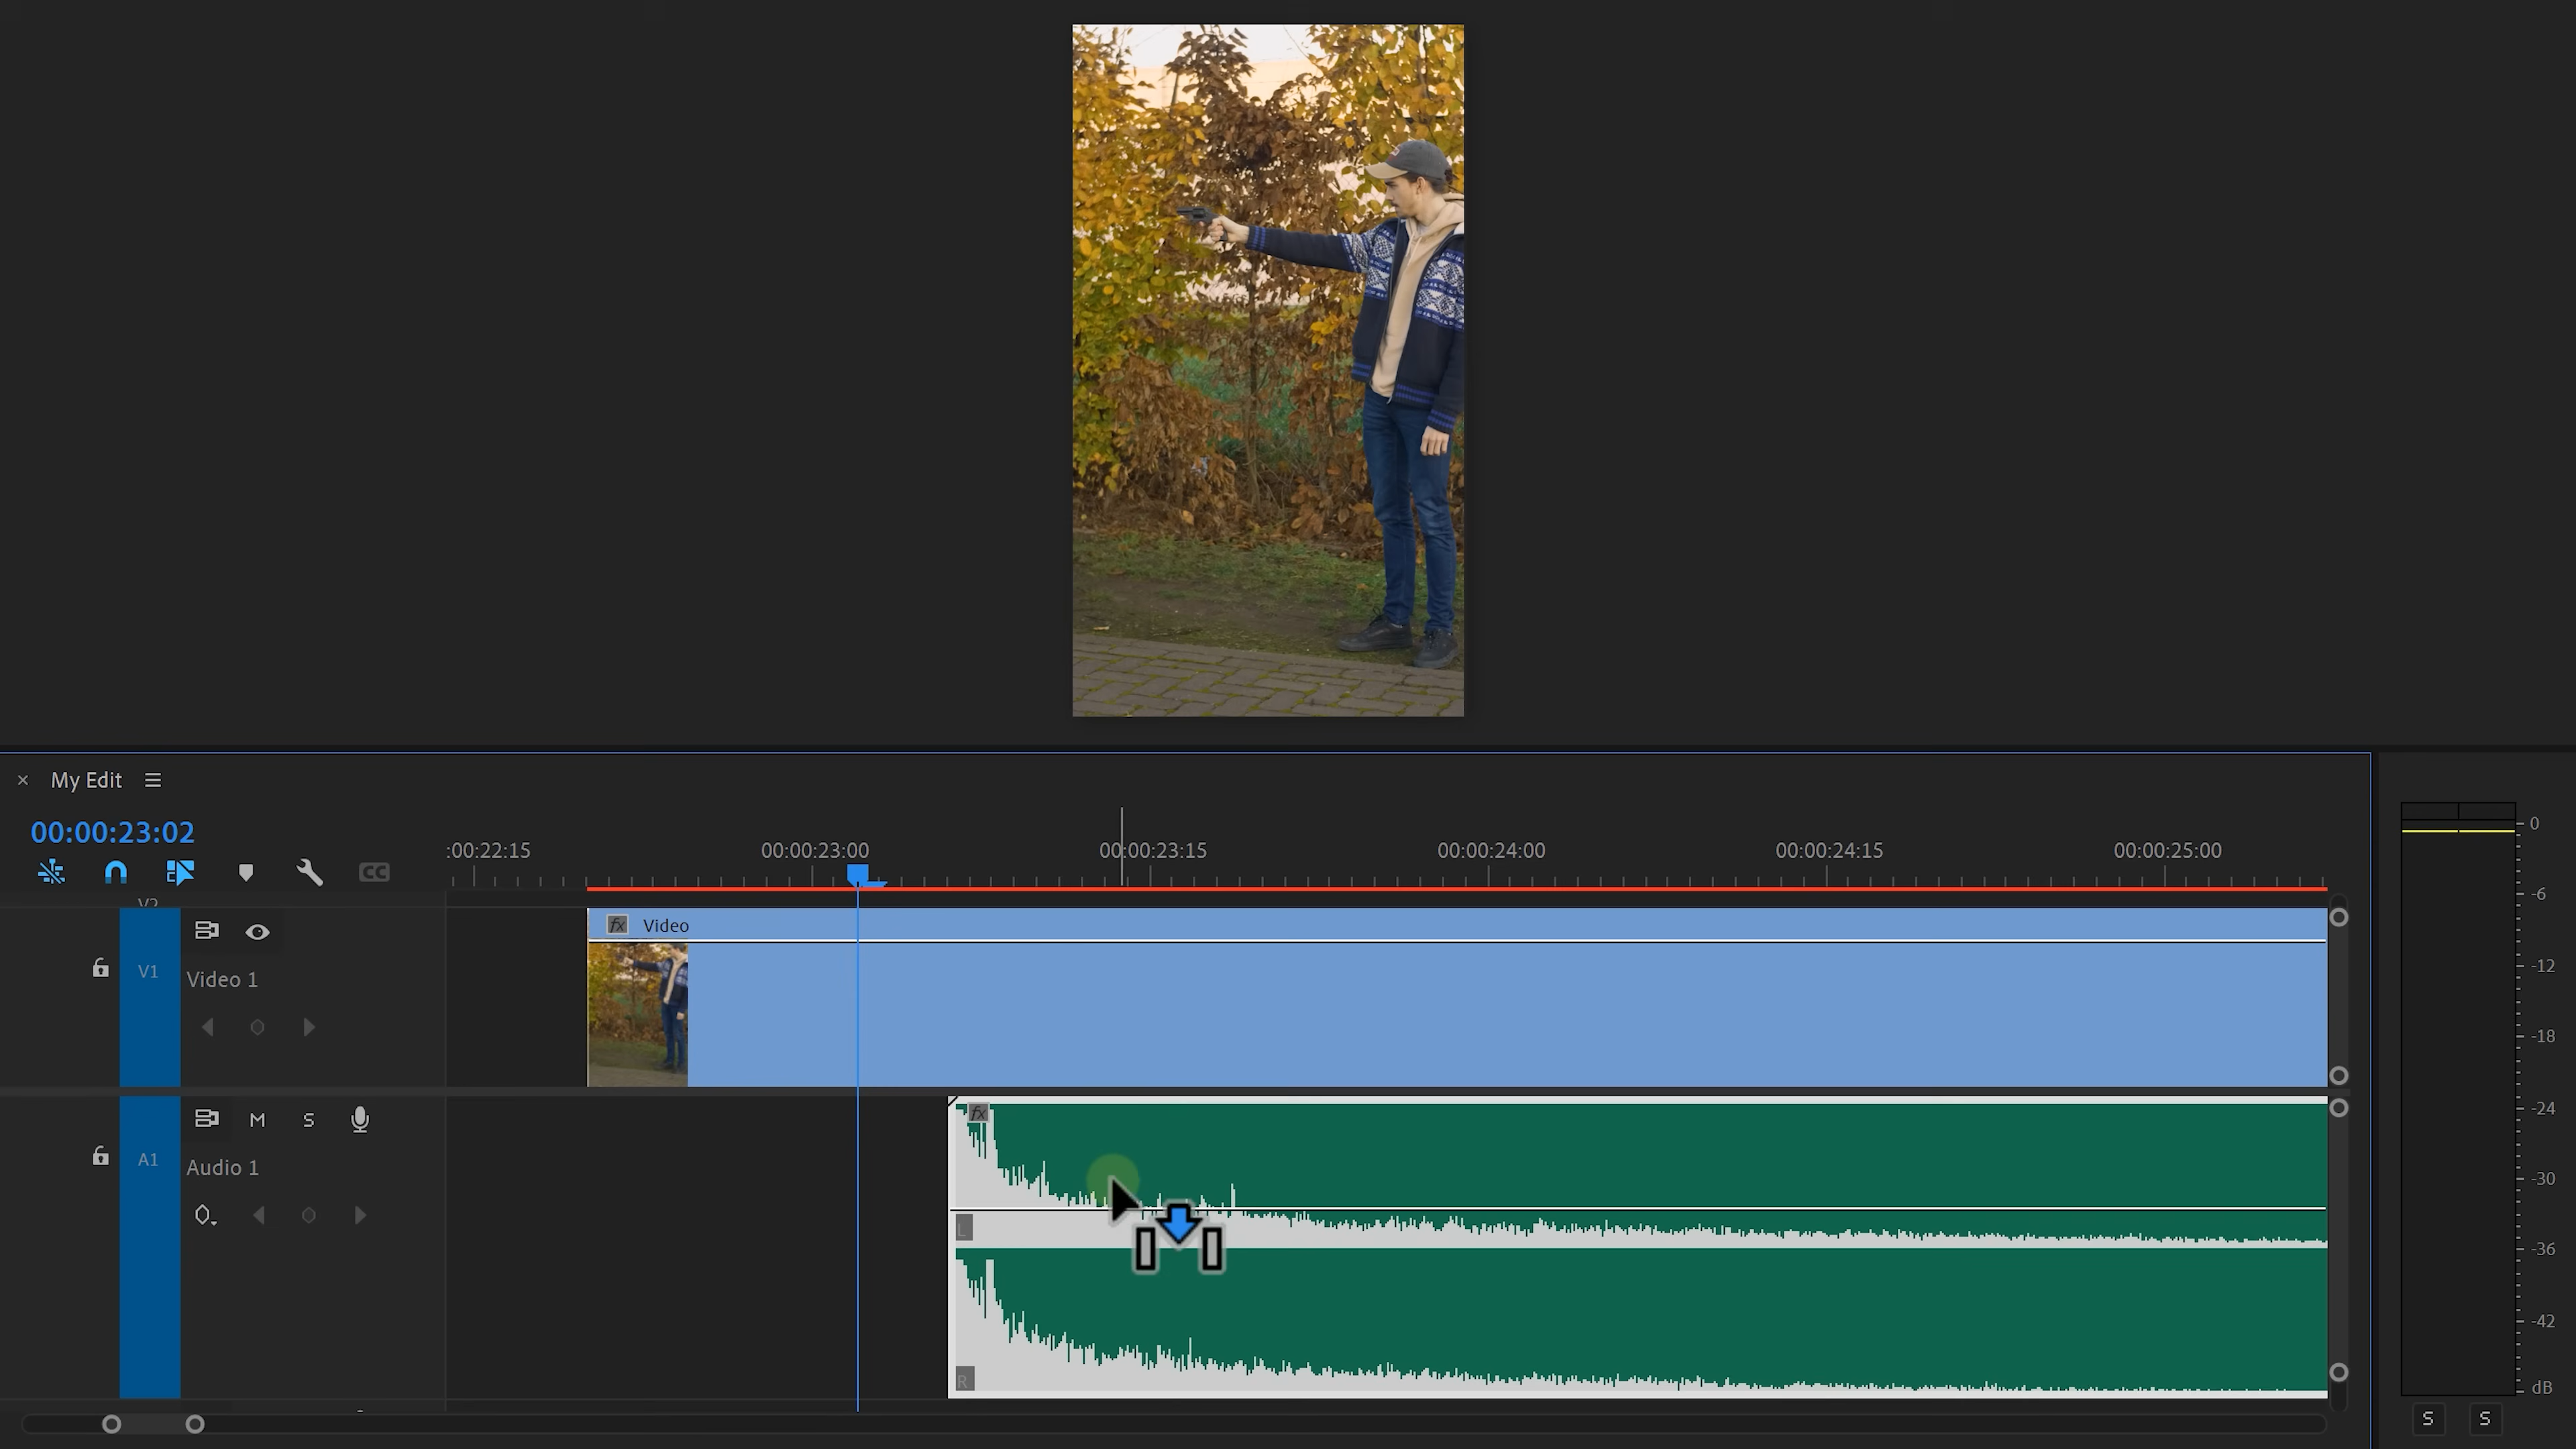 My Edit
00:00:23:02
:00:22:15
00:00:23:00
00:00:23:15
00:00:24:00
00:00:24:15
00:00:25:00
CC
V2
fx Video
V1
Video 1
M
S
A1
Audio 1
fx
L
R
0
-6
-12
-18
-24
-30
-36
-42
dB
S
S